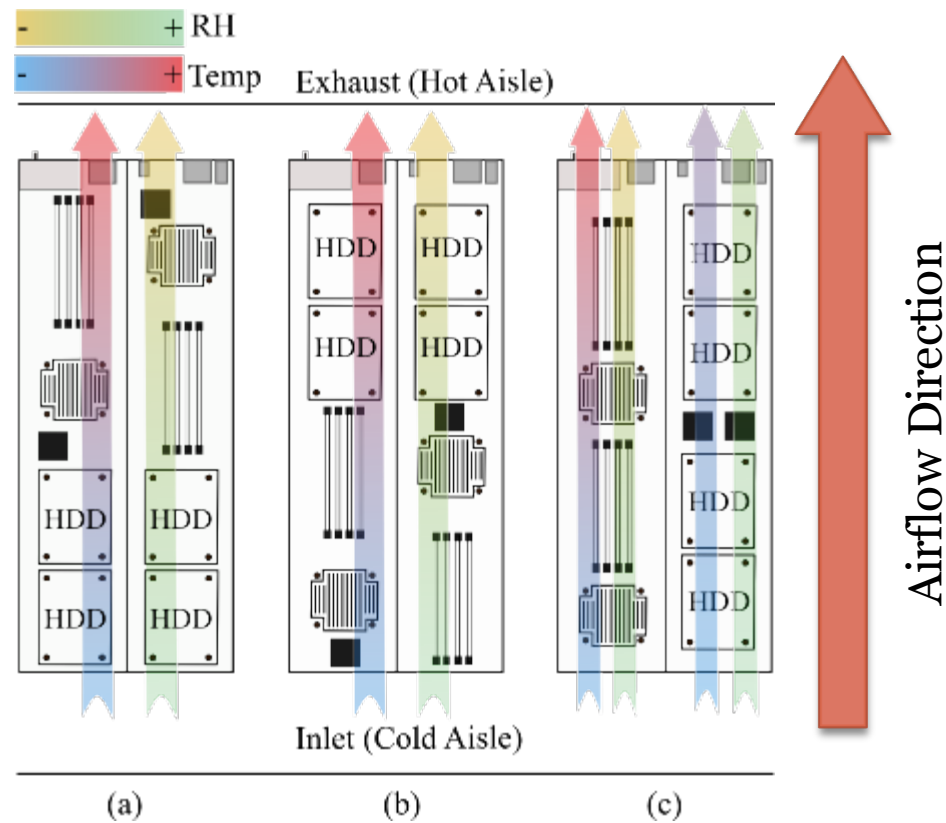 - + RH
- + Temp
Exhaust (Hot Aisle)
HDD HDD
HDD HDD
HDD
HDD
HDD HDD
HDD HDD
HDD
HDD
Inlet (Cold Aisle)
(a) (b) (c)
Airflow Direction